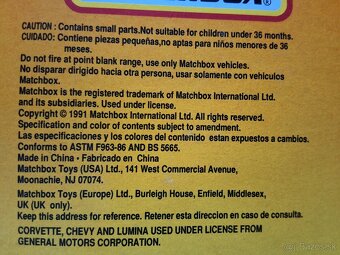 MATCHBOX®
CAUTION : Contains small parts.Not suitable for children under 36 months.
CUIDADO: Contiene piezas pequeñas,no aptas para niños menores de 36
meses.
Do not fire at point blank range, use only Matchbox vehicles.
No disparar dirigido hacia otra persona, usar solamente con vehiculos
Matchbox.
Matchbox is the registered trademark of Matchbox International Ltd.
and its subsidiaries. Used under license.
Copyright © 1991 Matchbox International Ltd. All rights reserved.
Specification and color of contents subject to amendment.
Las especificaciones y colores del contenido estan expuestos a cambios.
Conforms to ASTM F963-86 AND BS 5665.
Made in China • Fabricado en China
Matchbox Toys (USA) Ltd., 141 West Commercial Avenue,
Moonachie, NJ 07074.
Matchbox Toys (Europe) Ltd., Burleigh House, Enfield, Middlesex,
UK (UK only).
Keep this address for reference. Retener esta direccion en caso de consulta.
CORVETTE, CHEVY AND LUMINA USED UNDER LICENSE FROM
GENERAL MOTORS CORPORATION.